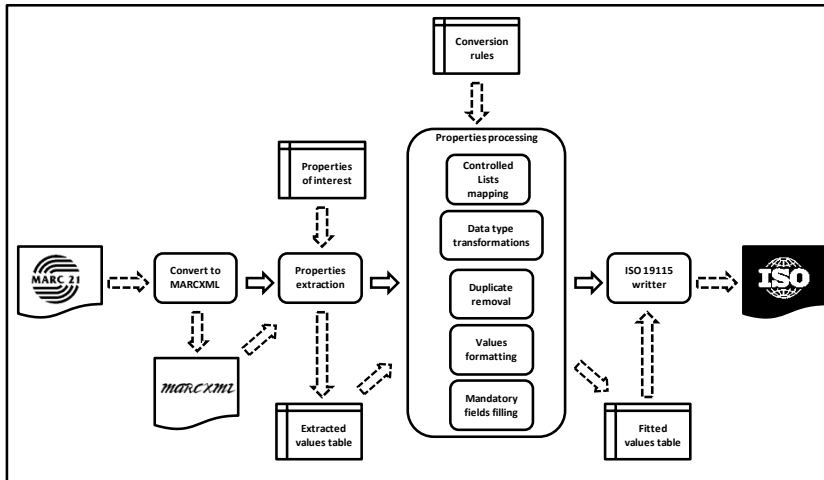 Conversion
rules
Properties processing
Controlled
Lists
mapping
Properties
of interest
Data type
transformations
MARC 21
Convert to
MARCXML
Properties
extraction
ISO 19115
writter
ISO
Duplicate
removal
Values
formatting
MARCXML
Mandatory
fields filling
Extracted
values table
Fitted
values table